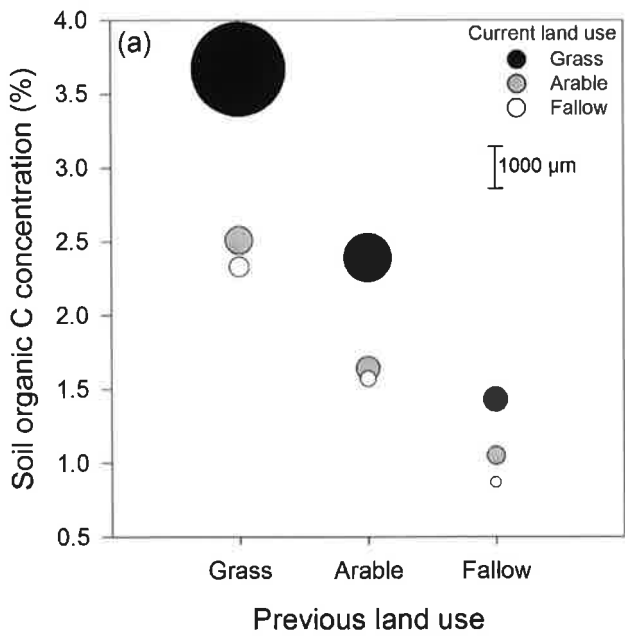 (a)
Current land use
Grass
Arable
Fallow
1000 µm
Soil organic C concentration (%)
4.0
3.5
3.0
2.5
2.0
1.5
1.0
0.5
Grass Arable Fallow
Previous land use